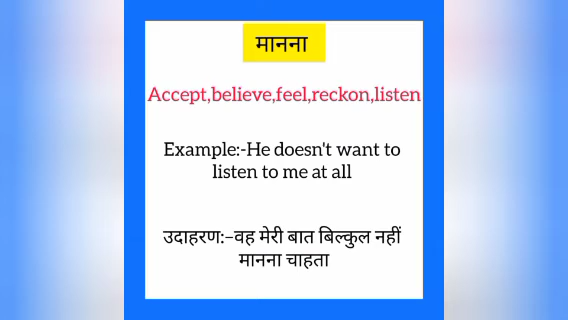 मानना
Accept,believe,feel,reckon,listen
Example:-He doesn't want to
listen to me at all
उदाहरण:–वह मेरी बात बिल्कुल नहीं
मानना चाहता